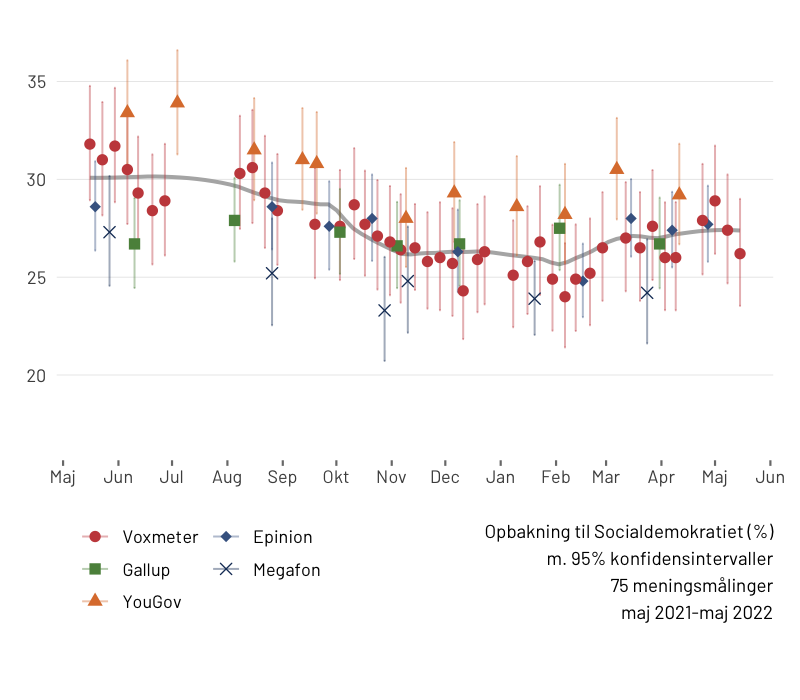 35
30
25
20
Maj Jun Jul Aug Sep Okt Nov Dec Jan Feb Mar Apr Maj Jun
Voxmeter Epinion
Gallup Megafon
YouGov
Opbakning til Socialdemokratiet (%)
m. 95% konfidensintervaller
75 meningsmålinger
maj 2021-maj 2022